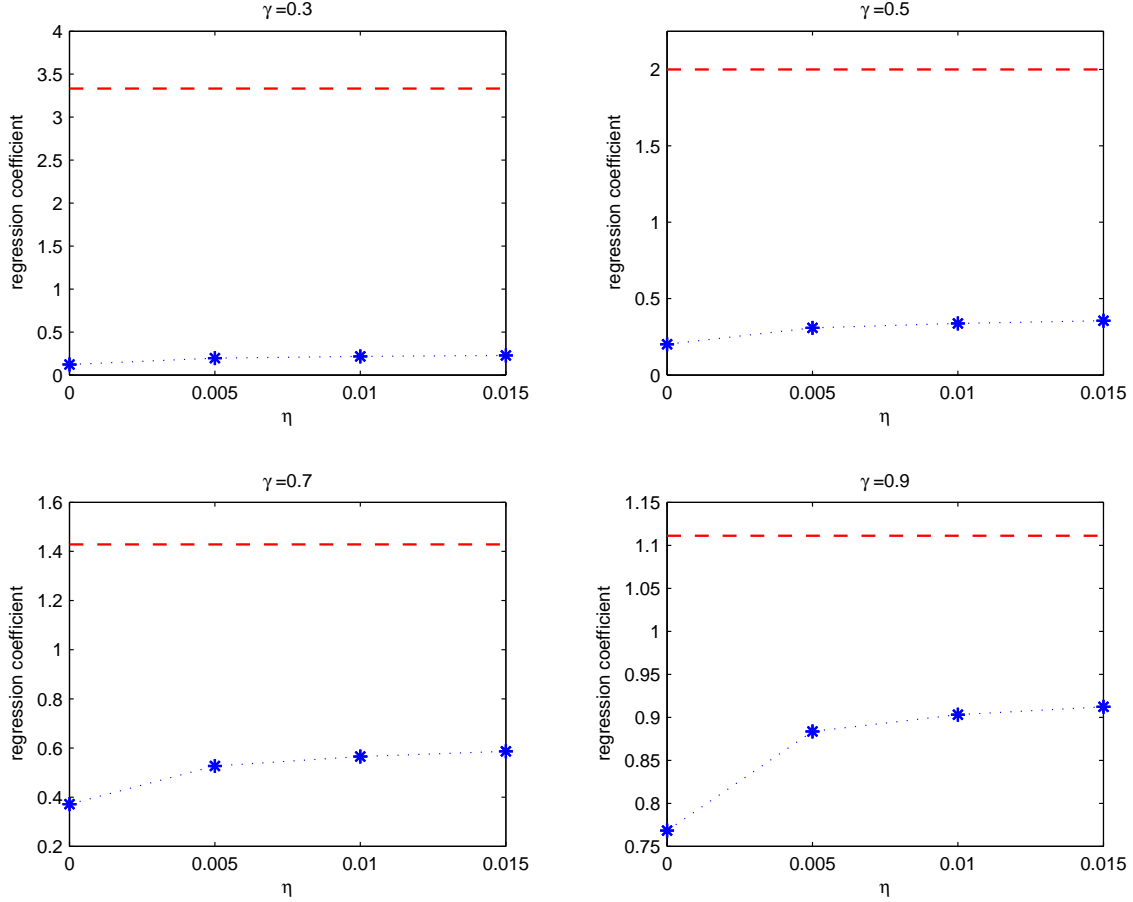 γ=0.3
4
3.5
3
2.5
2
1.5
1
0.5
0
regression coefficient
0 0.005 0.01 0.015
η
γ=0.5
2
1.5
1
0.5
0
regression coefficient
0 0.005 0.01 0.015
η
γ=0.7
1.6
1.4
1.2
1
0.8
0.6
0.4
0.2
regression coefficient
0 0.005 0.01 0.015
η
γ=0.9
1.15
1.1
1.05
1
0.95
0.9
0.85
0.8
0.75
regression coefficient
0 0.005 0.01 0.015
η